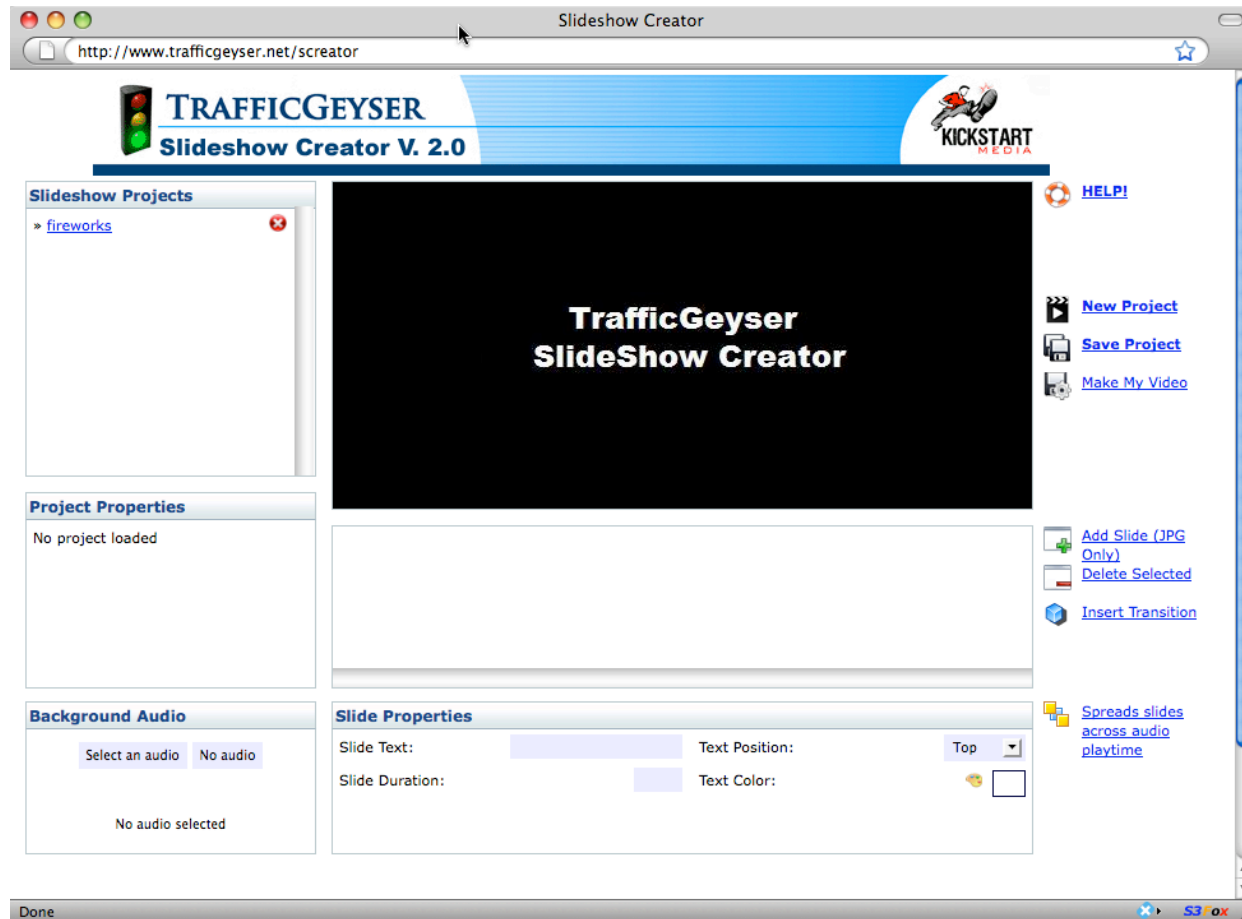 Slideshow Creator
http://www.trafficgeyser.net/screator
TRAFFICGEYSER
Slideshow Creator V. 2.0
KICKSTART
MEDIA
Slideshow Projects
» fireworks
TrafficGeyser
SlideShow Creator
HELP!
New Project
Save Project
Make My Video
Project Properties
No project loaded
Add Slide (JPG
Only)
Delete Selected
Insert Transition
Background Audio
Select an audio No audio
No audio selected
Slide Properties
Slide Text:
Text Position: Top
Slide Duration:
Text Color:
Spreads slides
across audio
playtime
Done
S3Fox